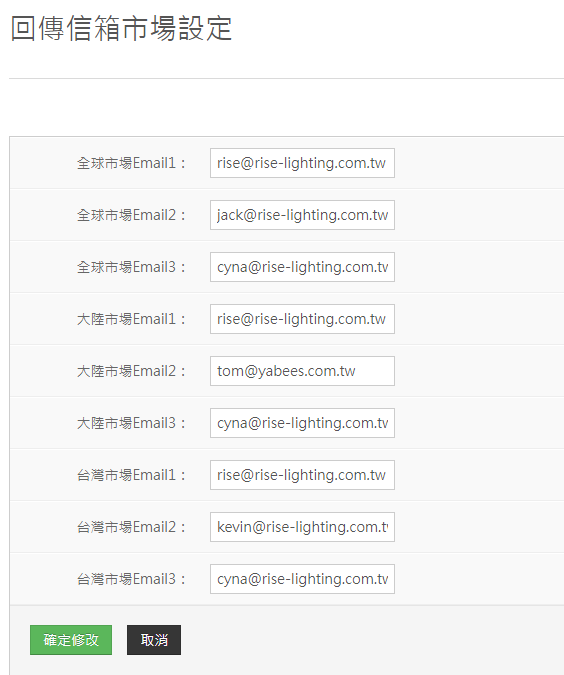 回傳信箱市場設定
全球市場Email1： rise@rise-lighting.com.tw
全球市場Email2： jack@rise-lighting.com.tw
全球市場Email3： cyna@rise-lighting.com.tw
大陸市場Email1： rise@rise-lighting.com.tw
大陸市場Email2： tom@yabees.com.tw
大陸市場Email3： cyna@rise-lighting.com.tw
台灣市場Email1： rise@rise-lighting.com.tw
台灣市場Email2： kevin@rise-lighting.com.t
台灣市場Email3： cyna@rise-lighting.com.tw
確定修改 取消